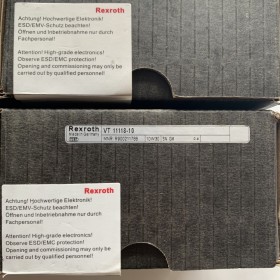 Rexroth
Achtung! Hochwertige Elektronik!
ESD/EMV-Schutz beachten!
Öffnen und Inbetriebnahme nur durch
Fachpersonal!
Attention! High-grade electronics!
Observe ESD/EMC protection!
Opening and commissioning may only be
carried out by qualified personnel!
Rexroth
VT 11118-10
Made in Germany
Rexroth
Achtung! Hochwertige Elektronik!
ESD/EMV-Schutz beachten!
Öffnen und Inbetriebnahme nur durch
Fachpersonal!
Attention! High-grade electronics!
Observe ESD/EMC protection!
Opening and commissioning may only be
carried out by qualified personnel!